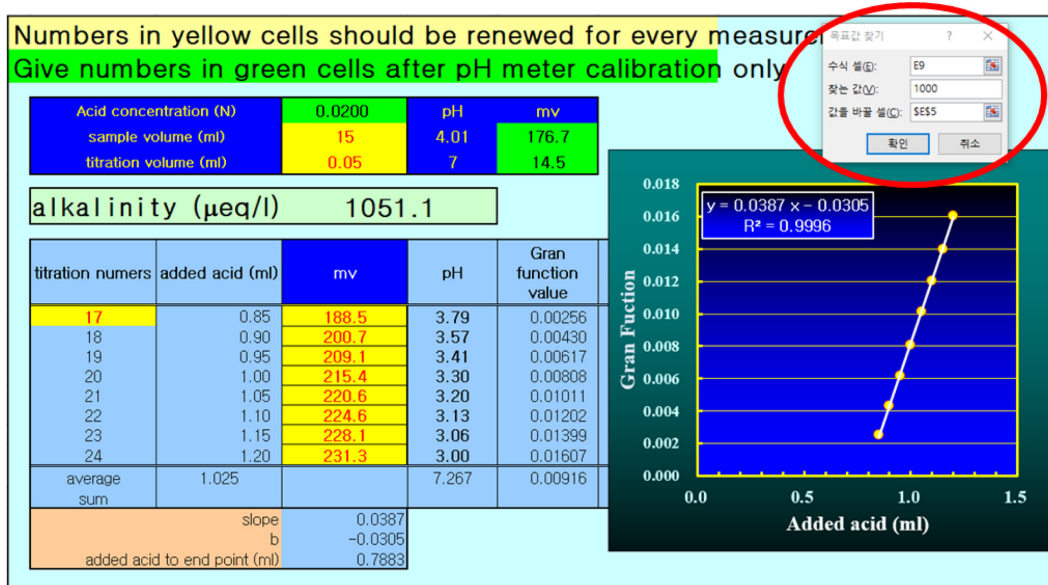 Numbers in yellow cells should be renewed for every measure
Give numbers in green cells after pH meter calibration only
목표값 찾기 ? ×
수식 셀(E): E9
찾는 값(V): 1000
값을 바꿀 셀(C): $E$5
확인 취소
Acid concentration (N) 0.0200 pH mv
sample volume (ml) 15 4.01 176.7
titration volume (ml) 0.05 7 14.5
alkalinity (μeq/l) 1051.1
titration numers added acid (ml) mv pH Gran function value
17 0.85 188.5 3.79 0.00256
18 0.90 200.7 3.57 0.00430
19 0.95 209.1 3.41 0.00617
20 1.00 215.4 3.30 0.00808
21 1.05 220.6 3.20 0.01011
22 1.10 224.6 3.13 0.01202
23 1.15 228.1 3.06 0.01399
24 1.20 231.3 3.00 0.01607
average 1.025 7.267 0.00916
sum
slope 0.0387
b -0.0305
added acid to end point (ml) 0.7883
y = 0.0387 x - 0.0305
R² = 0.9996
Gran Fuction
0.018
0.016
0.014
0.012
0.010
0.008
0.006
0.004
0.002
0.000
0.0 0.5 1.0 1.5
Added acid (ml)